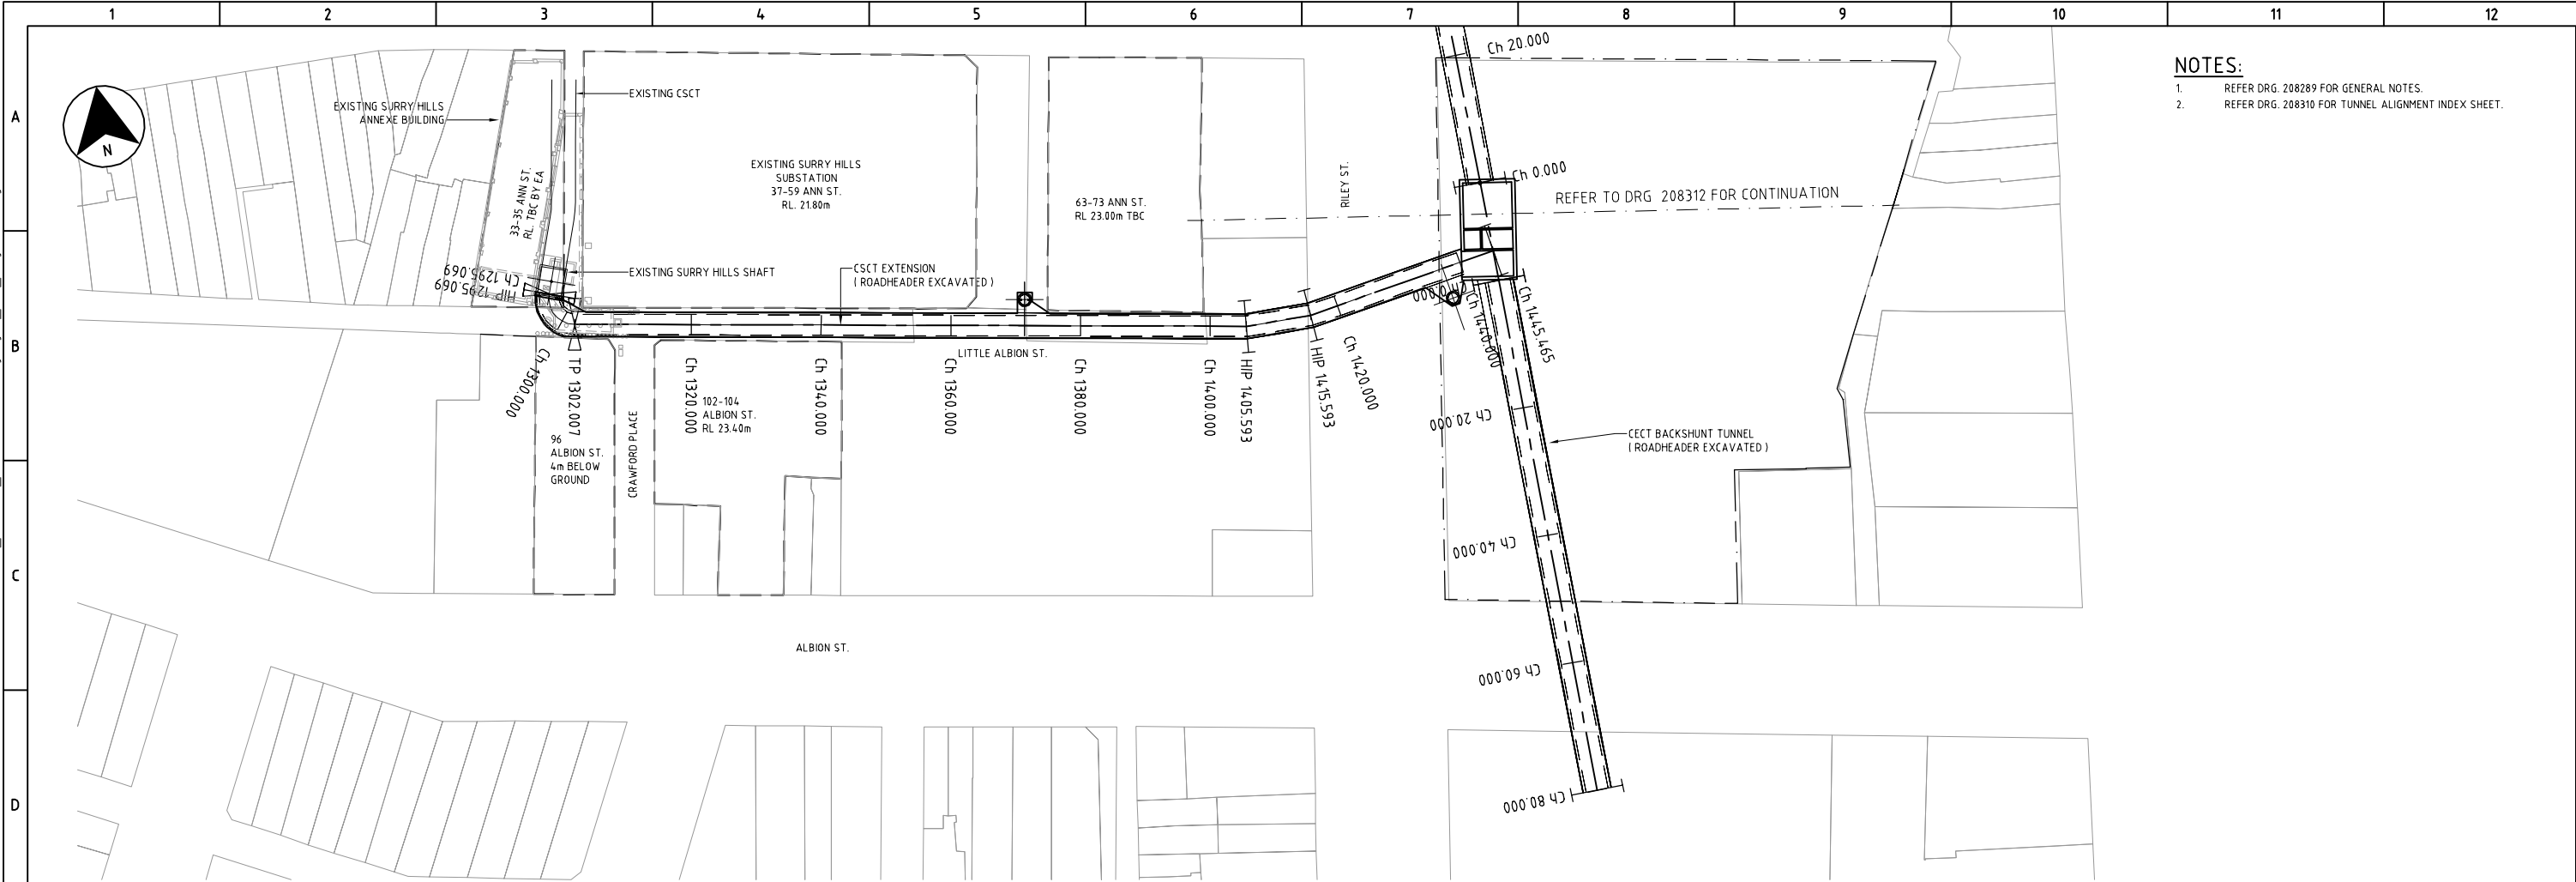 1 2 3 4 5 6 7 8 9 10 11 12
A
B
C
D
N
NOTES:
1. REFER DRG. 208289 FOR GENERAL NOTES.
2. REFER DRG. 208310 FOR TUNNEL ALIGNMENT INDEX SHEET.
EXISTING SURRY HILLS
ANNEXE BUILDING
EXISTING CSCT
33-35 ANN ST.
RL. TBC BY EA
EXISTING SURRY HILLS
SUBSTATION
37-59 ANN ST.
RL. 21.80m
63-73 ANN ST.
RL 23.00m TBC
RILEY ST.
Ch 20.000
Ch 0.000
REFER TO DRG 208312 FOR CONTINUATION
EXISTING SURRY HILLS SHAFT
CSCT EXTENSION
( ROADHEADER EXCAVATED )
Ch 1295.069
HIP 1295.069
Ch 1300.000
TP 1302.007
Ch 1320.000
Ch 1340.000
Ch 1360.000
Ch 1380.000
Ch 1400.000
HIP 1405.593
HIP 1415.593
Ch 1420.000
Ch 0.000
Ch 1440.000
Ch 1445.465
LITTLE ALBION ST.
96
ALBION ST.
4m BELOW
GROUND
CRAWFORD PLACE
102-104
ALBION ST.
RL 23.40m
Ch 20.000
CECT BACKSHUNT TUNNEL
( ROADHEADER EXCAVATED )
Ch 40.000
ALBION ST.
Ch 60.000
Ch 80.000